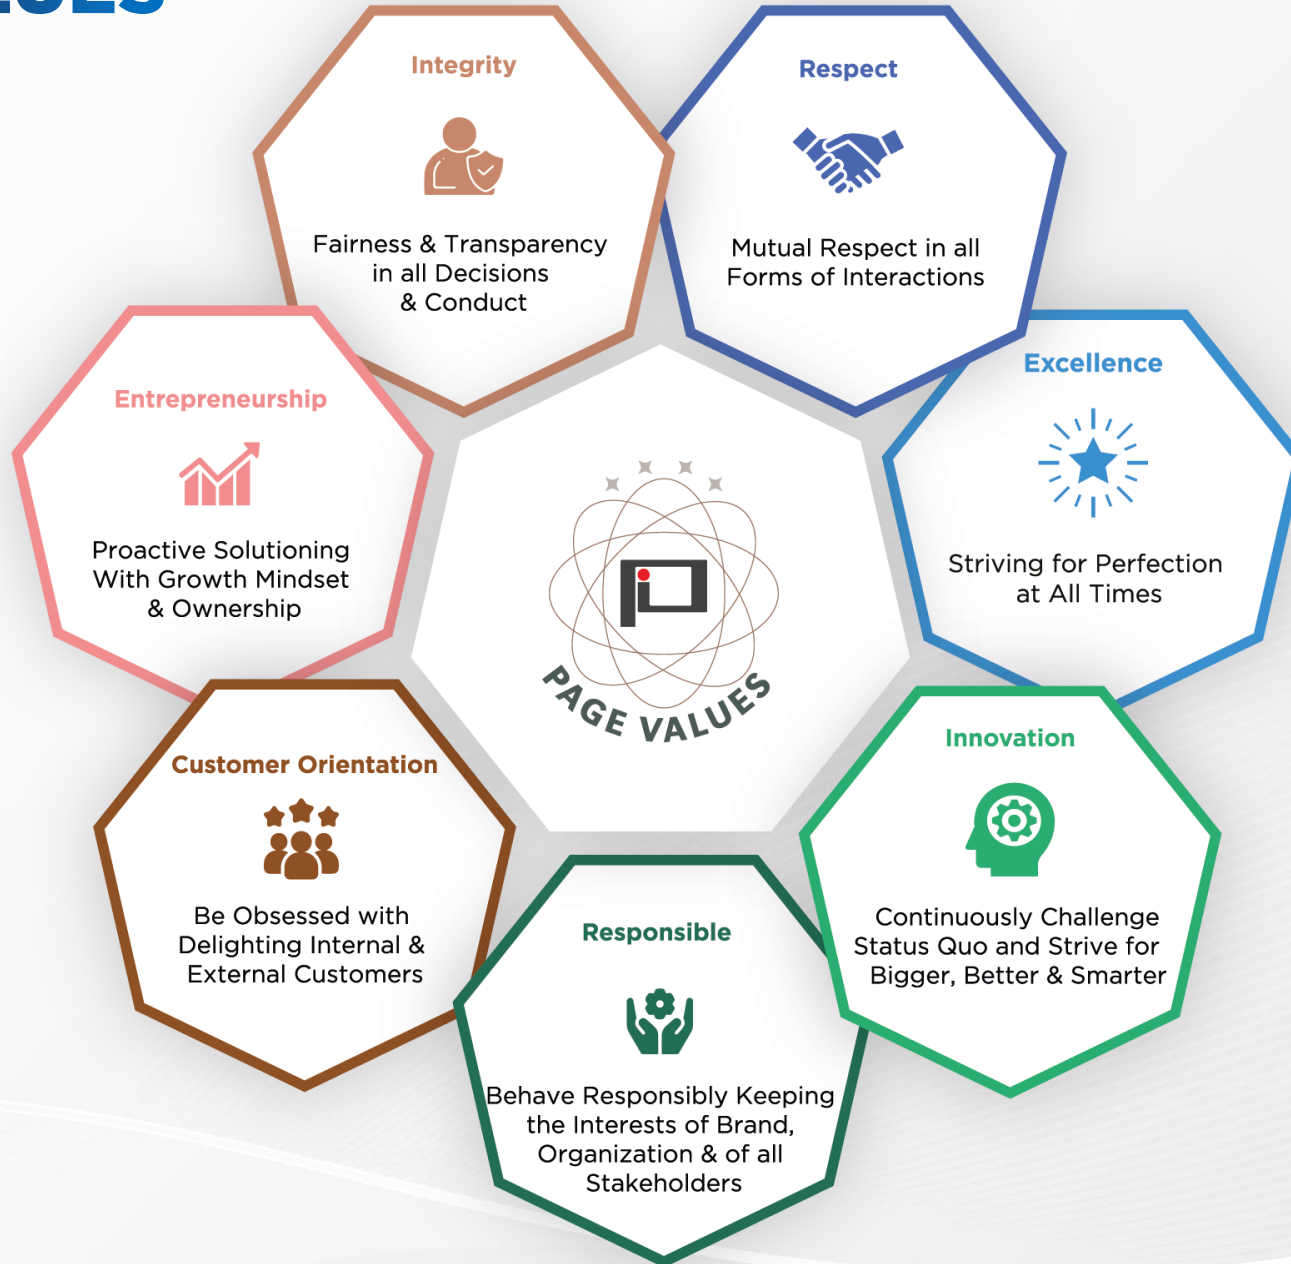 Integrity
Fairness & Transparency
in all Decisions
& Conduct
Respect
Mutual Respect in all
Forms of Interactions
Excellence
Striving for Perfection
at All Times
Innovation
Continuously Challenge
Status Quo and Strive for
Bigger, Better & Smarter
Responsible
Behave Responsibly Keeping
the Interests of Brand,
Organization & of all
Stakeholders
Customer Orientation
Be Obsessed with
Delighting Internal &
External Customers
Entrepreneurship
Proactive Solutioning
With Growth Mindset
& Ownership
PAGE VALUES